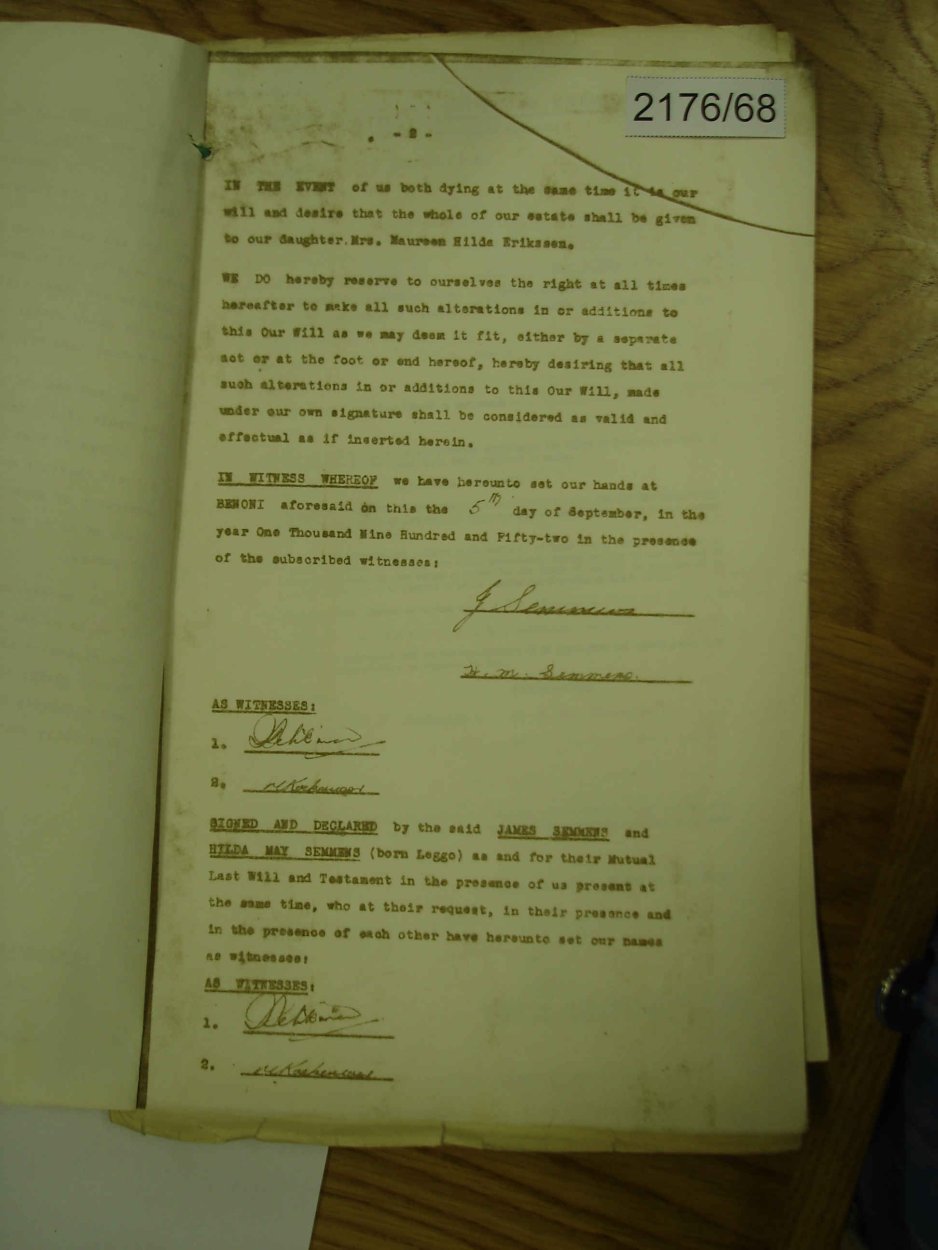 2176/68
- 2 -
IN THE EVENT of us both dying at the same time it is our
will and desire that the whole of our estate shall be given
to our daughter Mrs. Maureen Hilda Erikssen.
WE DO hereby reserve to ourselves the right at all times
hereafter to make all such alterations in or additions to
this Our Will as we may deem it fit, either by a separate
act or at the foot or end hereof, hereby desiring that all
such alterations in or additions to this Our Will, made
under our own signature shall be considered as valid and
effectual as if inserted herein.
IN WITNESS WHEREOF we have hereunto set our hands at
BENONI aforesaid on this the 5th day of September, in the
year One Thousand Nine Hundred and Fifty-two in the presence
of the subscribed witnesses:
J Semmens
H. M. Semmens.
AS WITNESSES:
1.
2.
SIGNED AND DECLARED by the said JAMES SEMMENS and
HILDA MAY SEMMENS (born Leggo) as and for their Mutual
Last Will and Testament in the presence of us present at
the same time, who at their request, in their presence and
in the presence of each other have hereunto set our names
as witnesses:
AS WITNESSES:
1.
2.